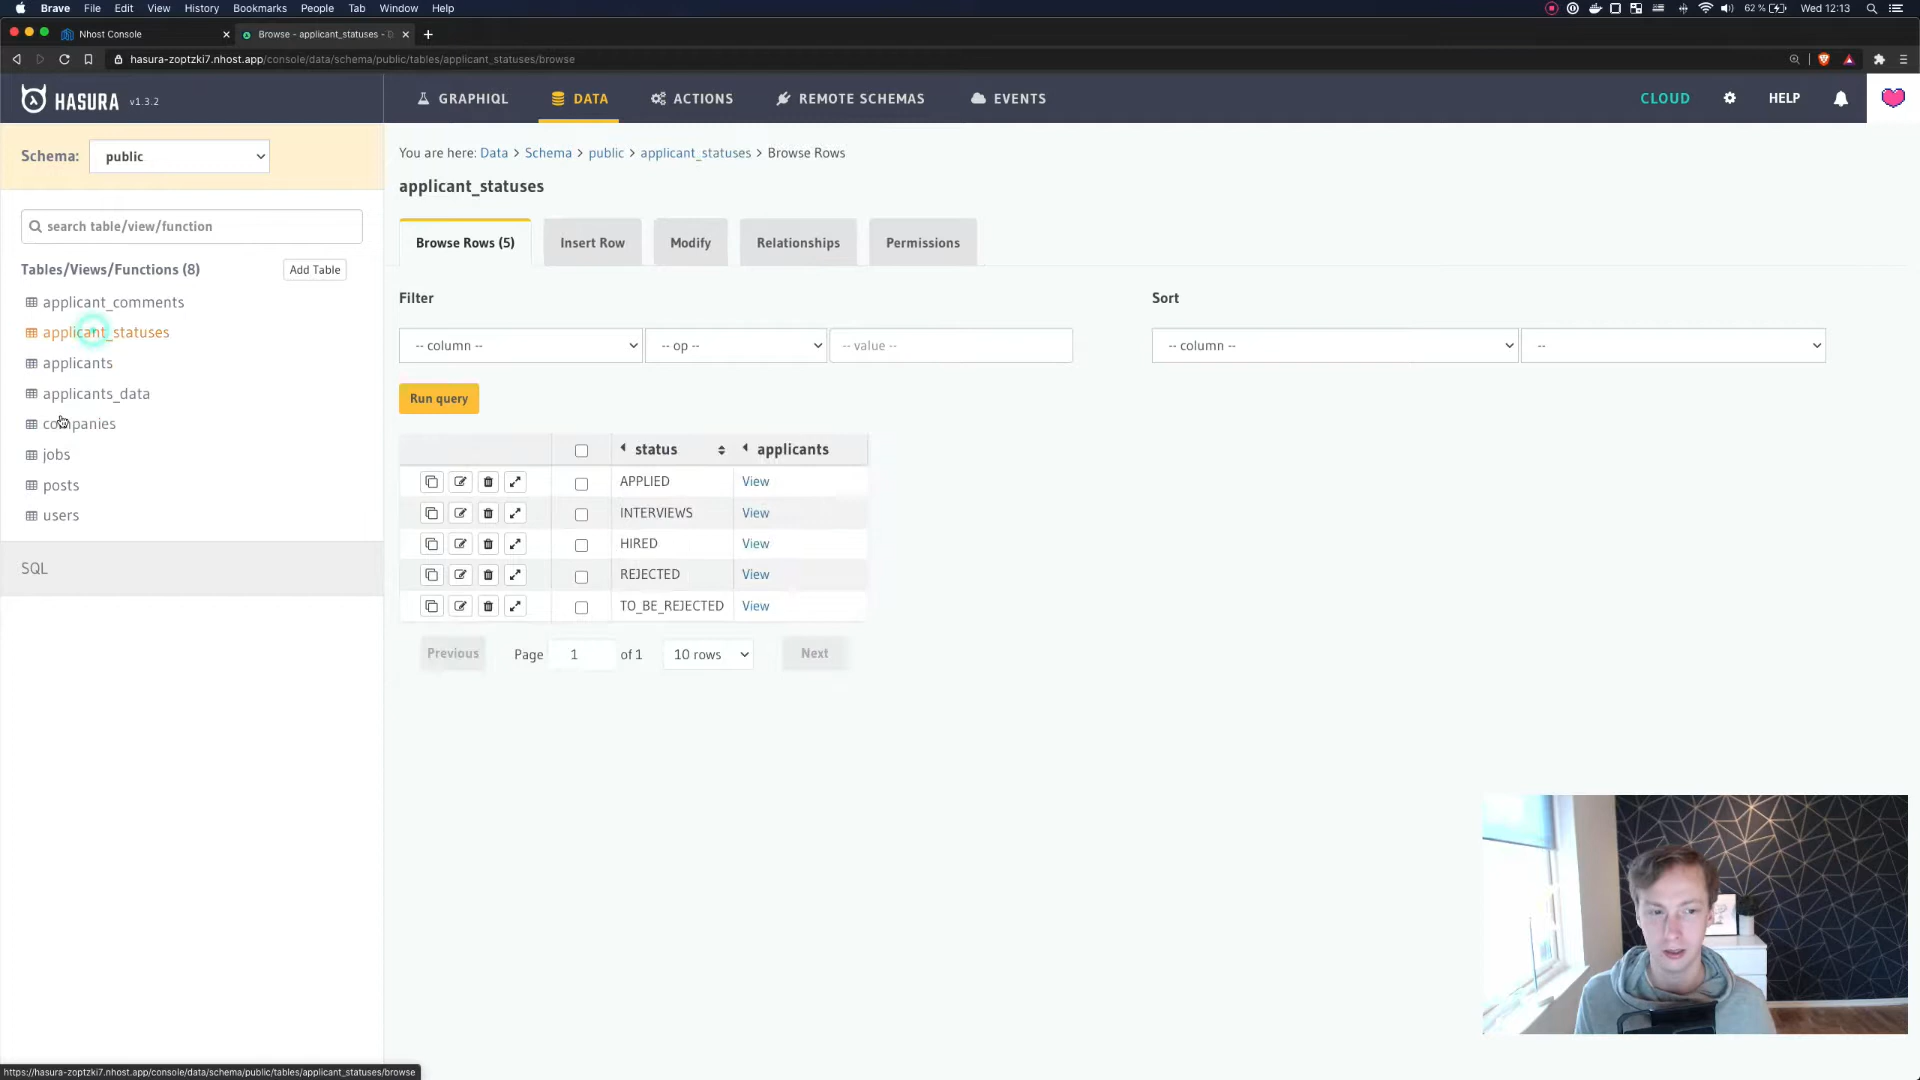 Brave File Edit View History Bookmarks People Tab Window Help 62 % Wed 12:13
Nhost Console Browse - applicant_statuses -
hasura-zoptzki7.nhost.app/console/data/schema/public/tables/applicant_statuses/browse
HASURA v1.3.2 GRAPHIQL DATA ACTIONS REMOTE SCHEMAS EVENTS CLOUD HELP
Schema: public
You are here: Data > Schema > public > applicant_statuses > Browse Rows
applicant_statuses
search table/view/function
Browse Rows (5) Insert Row Modify Relationships Permissions
Tables/Views/Functions (8) Add Table
applicant_comments
applicant_statuses
applicants
applicants_data
companies
jobs
posts
users
SQL
Filter Sort
-- column -- -- op -- -- value -- -- column -- --
Run query
status applicants
APPLIED View
INTERVIEWS View
HIRED View
REJECTED View
TO_BE_REJECTED View
Previous Page 1 of 1 10 rows Next
https://hasura-zoptzki7.nhost.app/console/data/schema/public/tables/applicant_statuses/browse